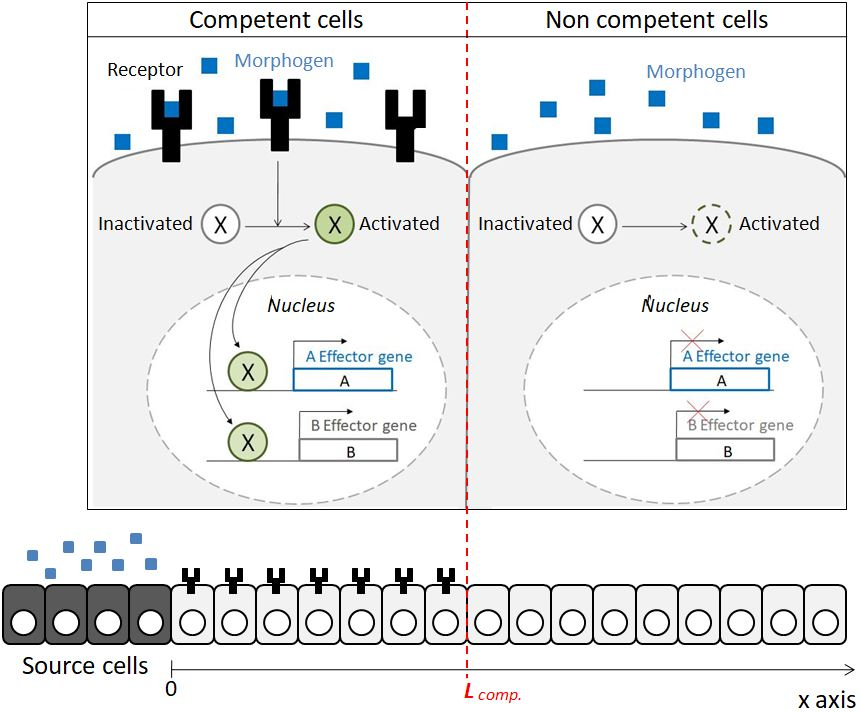 Competent cells
Non competent cells
Receptor
Morphogen
Morphogen
Inactivated
X
X
Activated
Inactivated
X
X
Activated
Nucleus
X
A Effector gene
A
X
B Effector gene
B
Nucleus
A Effector gene
A
B Effector gene
B
Source cells
0
L comp.
x axis